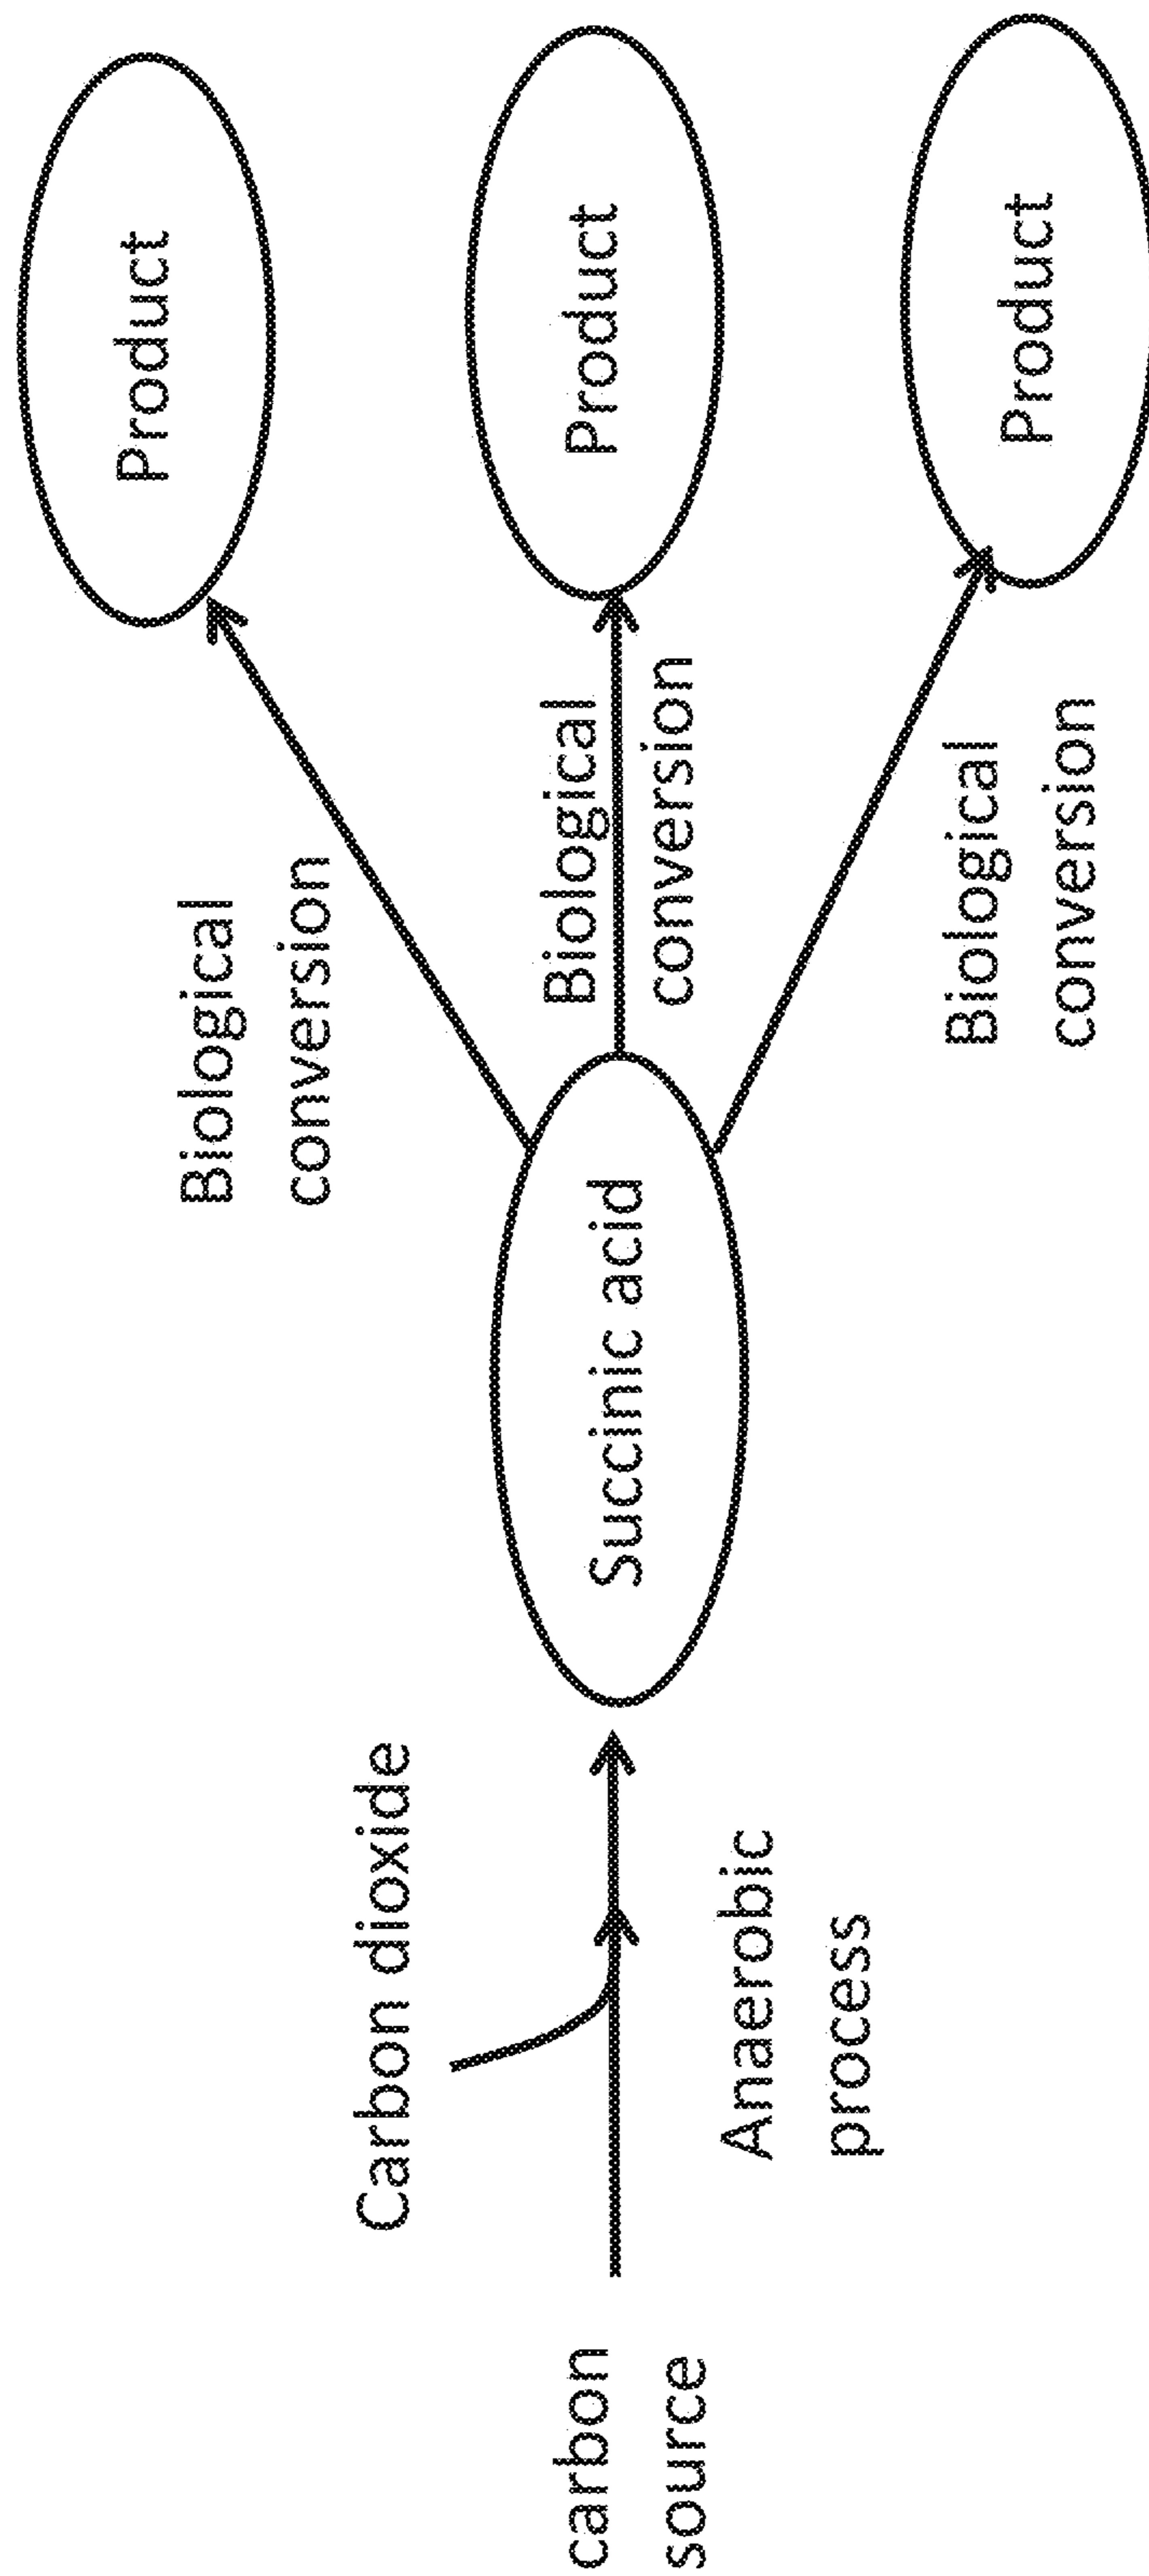 carbon
source
Carbon dioxide
Anaerobic
process
Succinic acid
Biological
conversion
Biological
conversion
Biological
conversion
Product
Product
Product